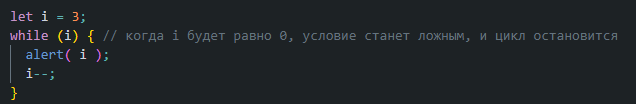 let i = 3;
while (i) { // когда i будет равно 0, условие станет ложным, и цикл остановится
  alert( i );
  i--;
}